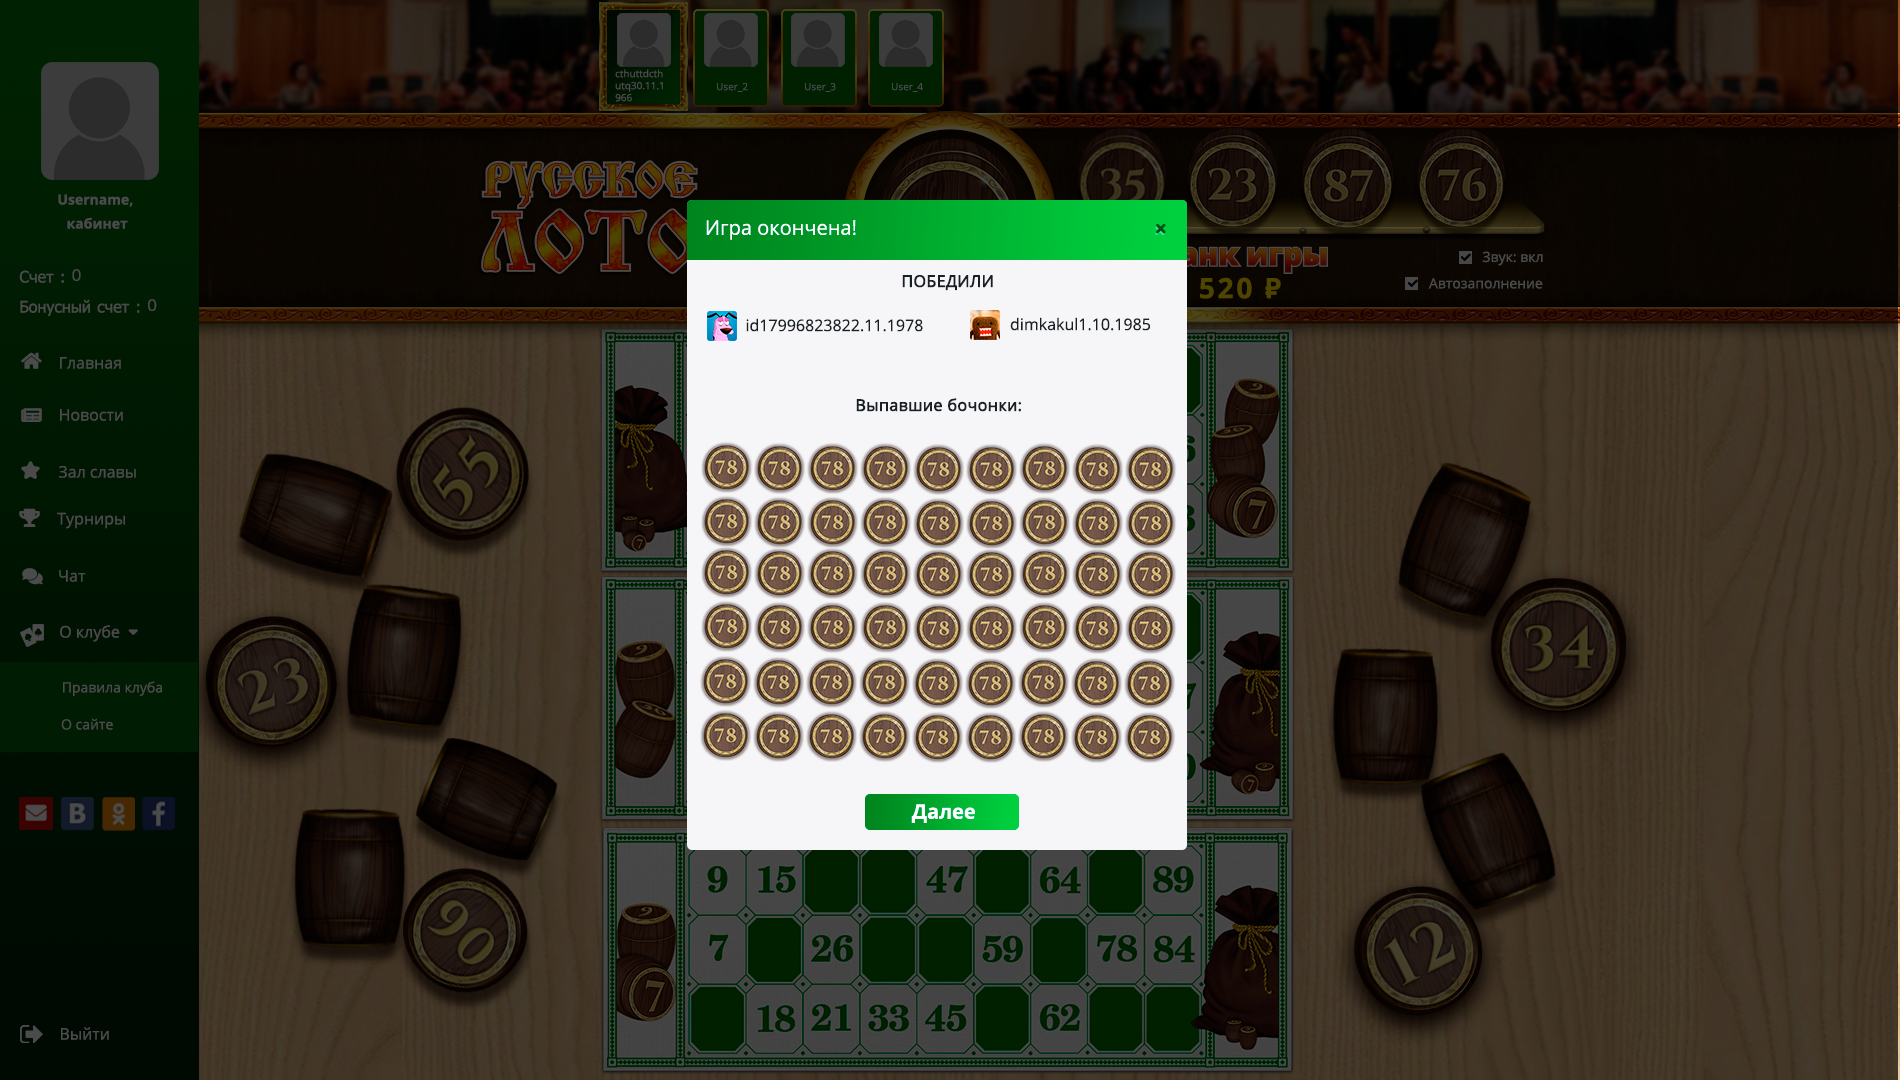 Username,
кабинет
Счет : 0
Бонусный счет : 0
Главная
Новости
Зал славы
Турниры
Чат
О клубе
Правила клуба
О сайте
Выйти
cthuttdcth
utq30.11.1
966
User_2
User_3
User_4
РУССКОЕ
ЛОТО
35 23 87 76
анк игры
520 ₽
Звук: вкл
Автозаполнение
Игра окончена!
×
ПОБЕДИЛИ
id17996823822.11.1978 dimkakul1.10.1985
Выпавшие бочонки:
78 78 78 78 78 78 78 78 78
78 78 78 78 78 78 78 78 78
78 78 78 78 78 78 78 78 78
78 78 78 78 78 78 78 78 78
78 78 78 78 78 78 78 78 78
78 78 78 78 78 78 78 78 78
Далее
9 15 47 64 89
7 26 59 78 84
18 21 33 45 62
55
23
90
34
12
7
7
7